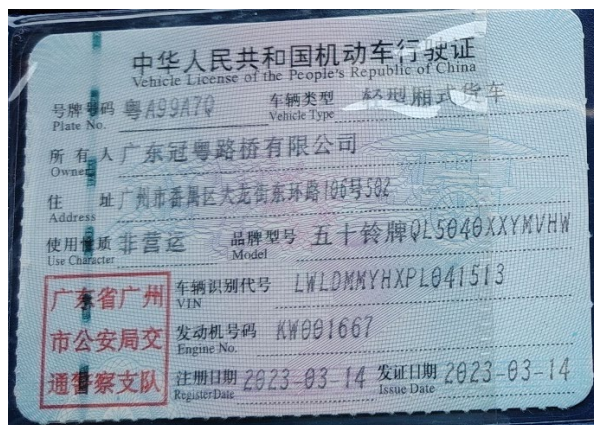 中华人民共和国机动车行驶证
Vehicle License of the People's Republic of China
号牌号码 粤A99A7Q 车辆类型 轻型厢式货车
Plate No. Vehicle Type
所有人 广东冠粤路桥有限公司
Owner
住址 广州市番禺区大龙街东环路106号502
Address
使用性质 非营运 品牌型号 五十铃牌QL5040XXYMVHW
Use Character Model
车辆识别代号 LWLDMMYHXPL041513
VIN
发动机号码 KW001667
Engine No.
注册日期 2023-03-14 发证日期 2023-03-14
Register Date Issue Date
广东省广州
市公安局交
通警察支队